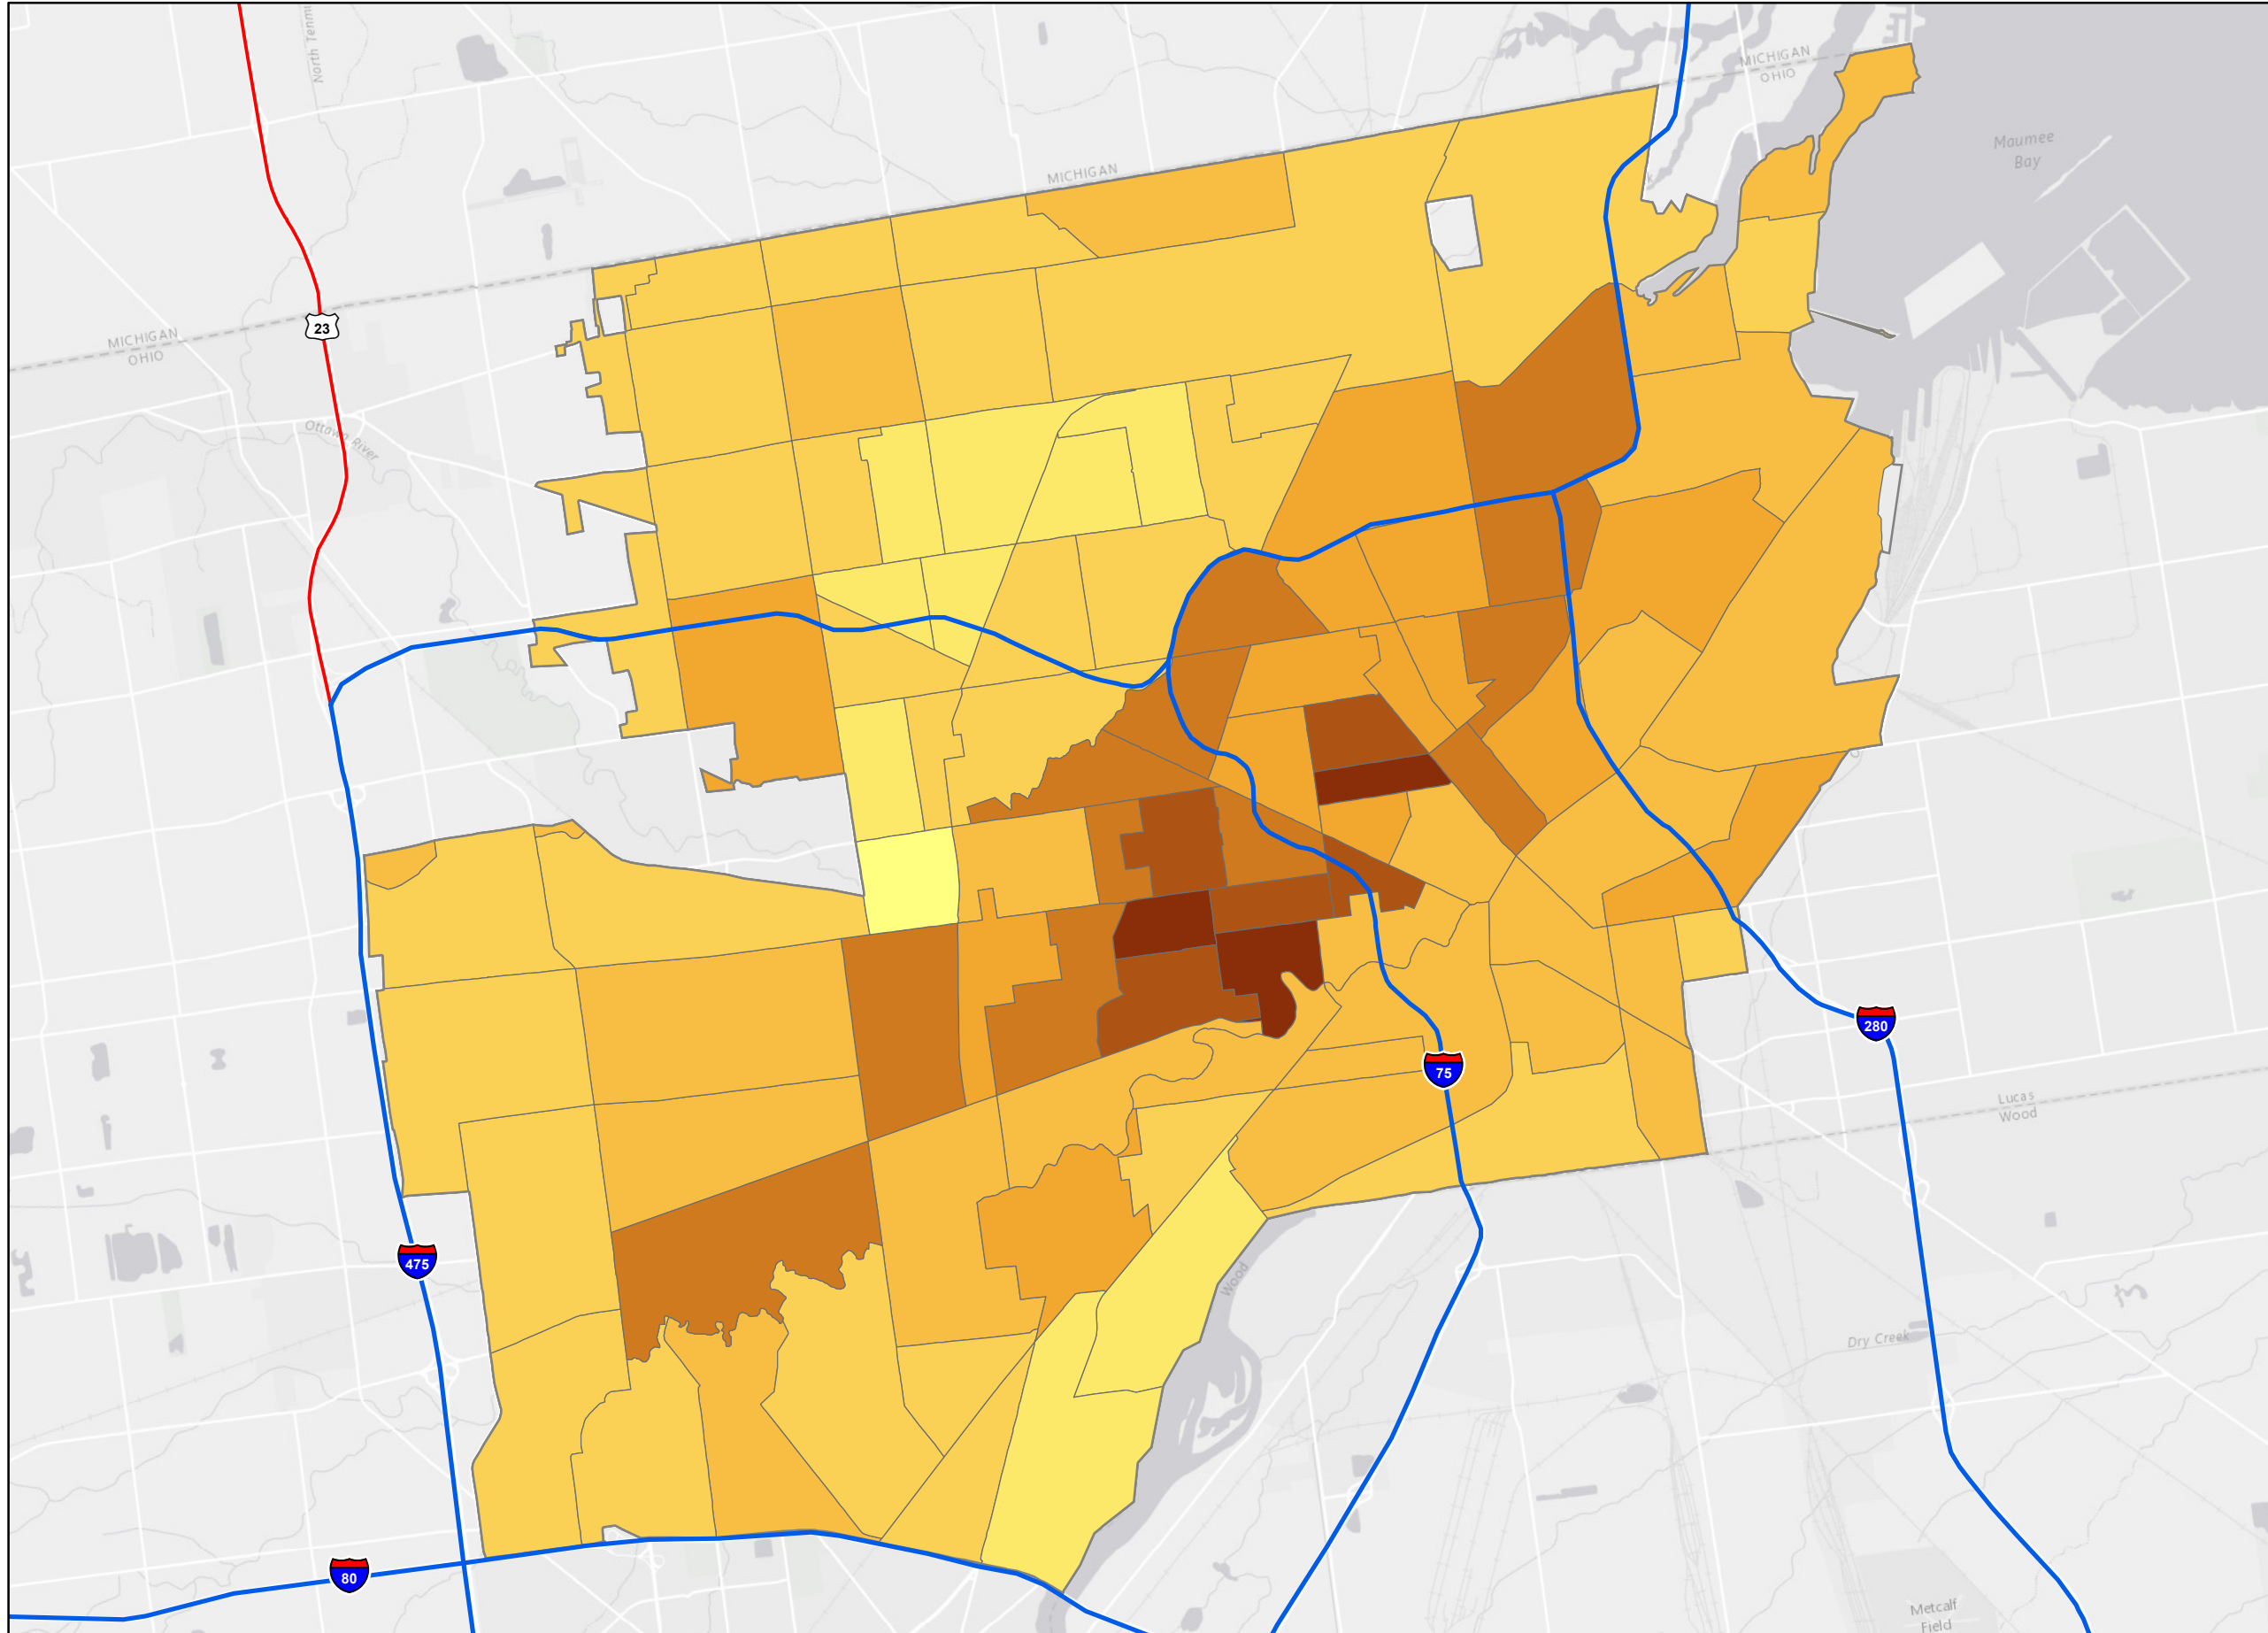 North Tenmi
MICHIGAN
OHIO
Maumee
Bay
MICHIGAN
23
MICHIGAN
OHIO
Ottawa River
280
75
Lucas
Wood
475
Wood
Dry Creek
80
Metcalf
Field